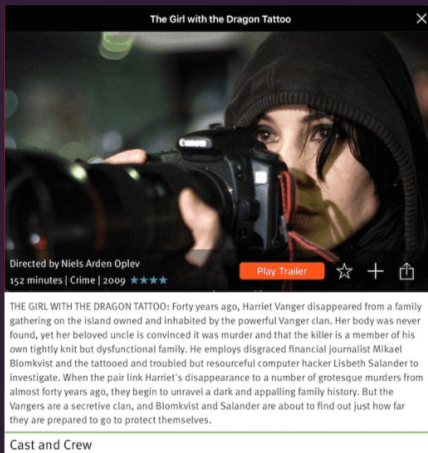 The Girl with the Dragon Tattoo
Canon
Directed by Niels Arden Oplev
152 minutes | Crime | 2009 ★★★★
Play Trailer
THE GIRL WITH THE DRAGON TATTOO: Forty years ago, Harriet Vanger disappeared from a family
gathering on the island owned and inhabited by the powerful Vanger clan. Her body was never
found, yet her beloved uncle is convinced it was murder and that the killer is a member of his
own tightly knit but dysfunctional family. He employs disgraced financial journalist Mikael
Blomkvist and the tattooed and troubled but resourceful computer hacker Lisbeth Salander to
investigate. When the pair link Harriet's disappearance to a number of grotesque murders from
almost forty years ago, they begin to unravel a dark and appalling family history. But the
Vangers are a secretive clan, and Blomkvist and Salander are about to find out just how far
they are prepared to go to protect themselves.
Cast and Crew